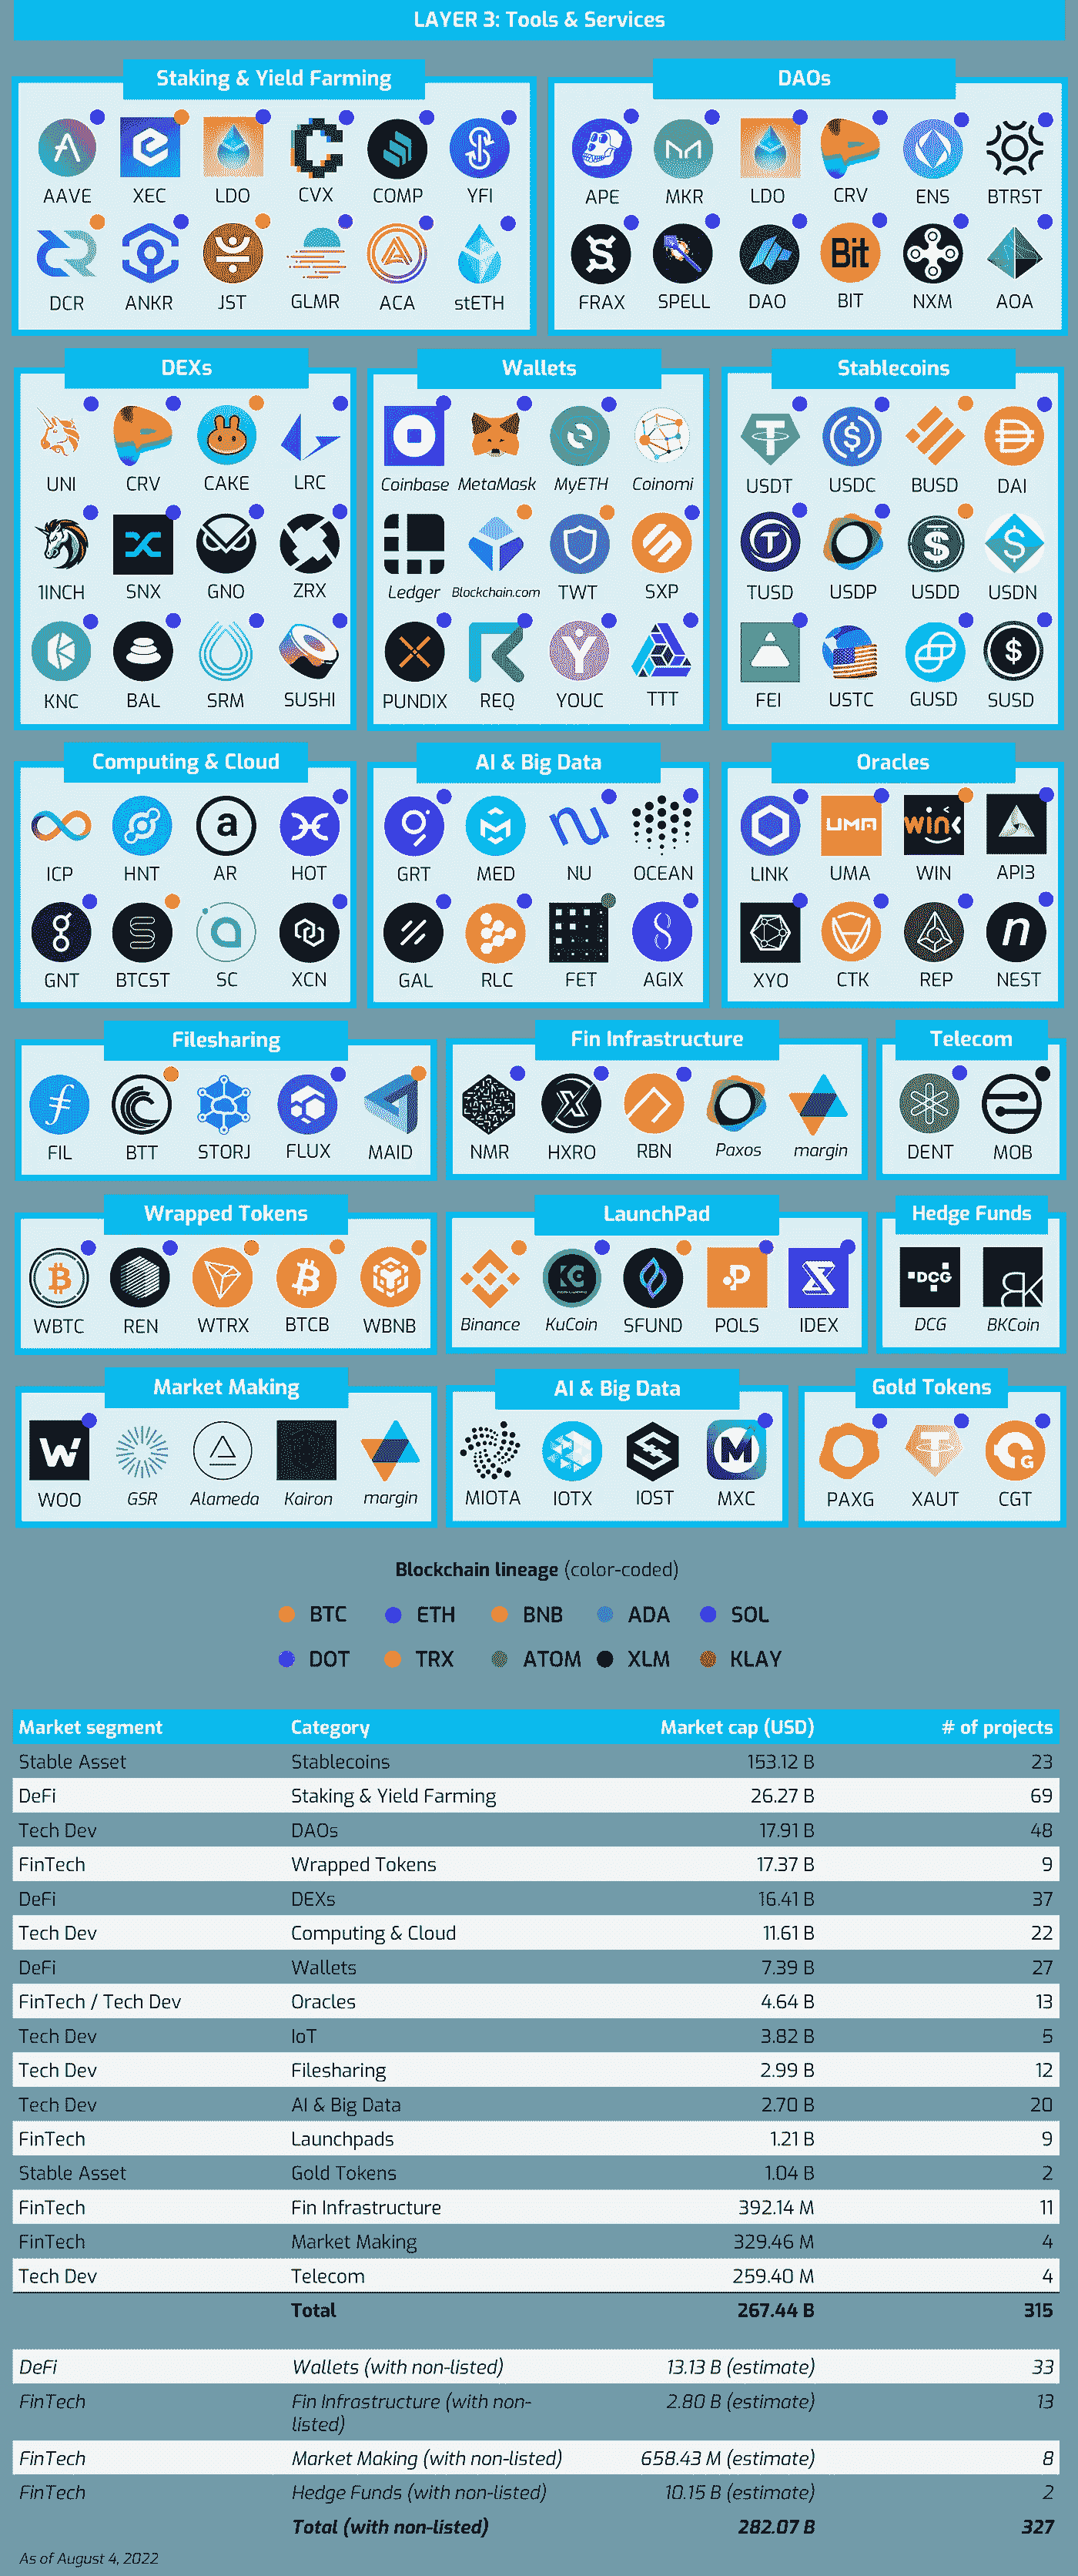 LAYER 3: Tools & Services
Staking & Yield Farming
AAVE XEC LDO CVX COMP YFI
DCR ANKR JST GLMR ACA stETH
DAOs
APE MKR LDO CRV ENS BTRST
FRAX SPELL DAO BIT NXM AOA
DEXs
UNI CRV CAKE LRC
1INCH SNX GNO ZRX
KNC BAL SRM SUSHI
Wallets
Coinbase MetaMask MyETH Coinomi
Ledger Blockchain.com TWT SXP
PUNDIX REQ YOUC TTT
Stablecoins
USDT USDC BUSD DAI
TUSD USDP USDD USDN
FEI USTC GUSD SUSD
Computing & Cloud
ICP HNT AR HOT
GNT BTCST SC XCN
AI & Big Data
GRT MED NU OCEAN
GAL RLC FET AGIX
Oracles
LINK UMA WIN API3
XYO CTK REP NEST
Filesharing
FIL BTT STORJ FLUX MAID
Fin Infrastructure
NMR HXRO RBN Paxos margin
Telecom
DENT MOB
Wrapped Tokens
WBTC REN WTRX BTCB WBNB
LaunchPad
Binance KuCoin SFUND POLS IDEX
Hedge Funds
DCG BKCoin
Market Making
WOO GSR Alameda Kairon margin
AI & Big Data
MIOTA IOTX IOST MXC
Gold Tokens
PAXG XAUT CGT
Blockchain lineage (color-coded)
BTC ETH BNB ADA SOL
DOT TRX ATOM XLM KLAY
Market segment Category Market cap (USD) # of projects
Stable Asset Stablecoins 153.12 B 23
DeFi Staking & Yield Farming 26.27 B 69
Tech Dev DAOs 17.91 B 48
FinTech Wrapped Tokens 17.37 B 9
DeFi DEXs 16.41 B 37
Tech Dev Computing & Cloud 11.61 B 22
DeFi Wallets 7.39 B 27
FinTech / Tech Dev Oracles 4.64 B 13
Tech Dev IoT 3.82 B 5
Tech Dev Filesharing 2.99 B 12
Tech Dev AI & Big Data 2.70 B 20
FinTech Launchpads 1.21 B 9
Stable Asset Gold Tokens 1.04 B 2
FinTech Fin Infrastructure 392.14 M 11
FinTech Market Making 329.46 M 4
Tech Dev Telecom 259.40 M 4
Total 267.44 B 315
DeFi Wallets (with non-listed) 13.13 B (estimate) 33
FinTech Fin Infrastructure (with non- 2.80 B (estimate) 13
listed)
FinTech Market Making (with non-listed) 658.43 M (estimate) 8
FinTech Hedge Funds (with non-listed) 10.15 B (estimate) 2
Total (with non-listed) 282.07 B 327
As of August 4, 2022